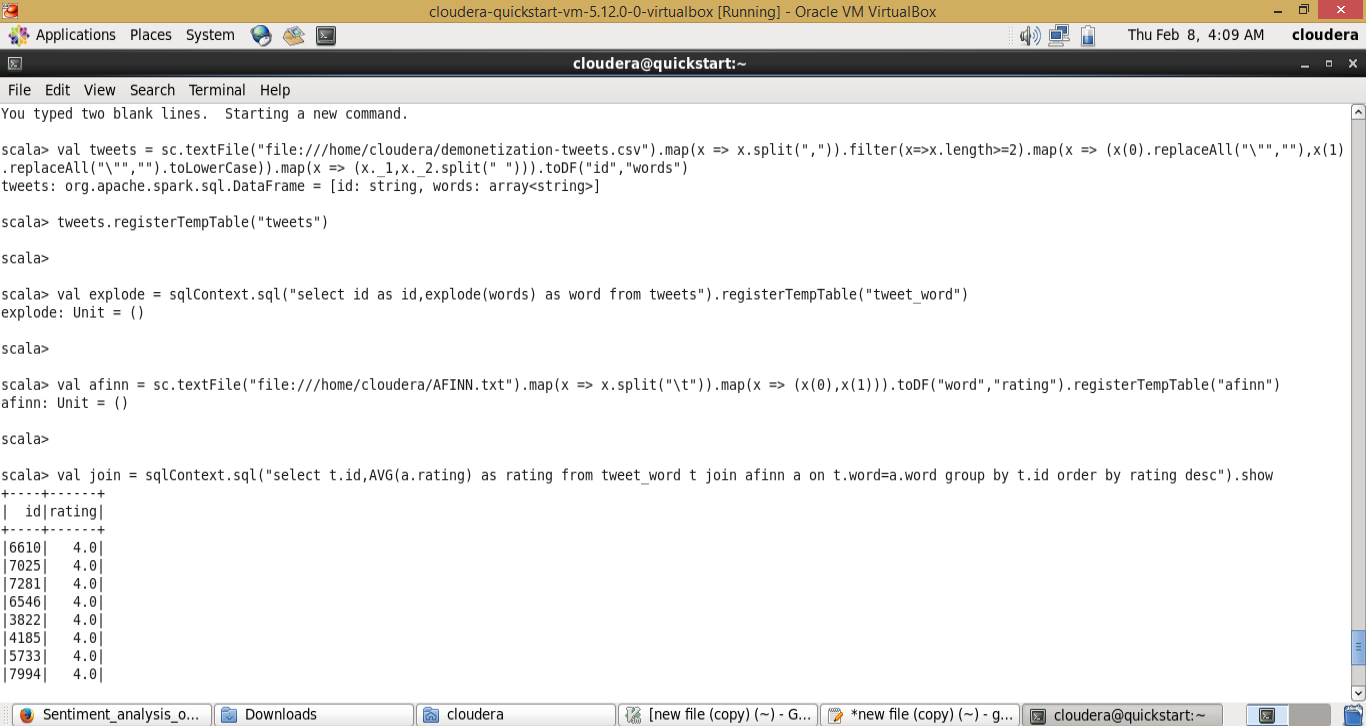 cloudera-quickstart-vm-5.12.0-0-virtualbox [Running] - Oracle VM VirtualBox
Applications Places System Thu Feb 8, 4:09 AM cloudera
cloudera@quickstart:~
File Edit View Search Terminal Help
You typed two blank lines.  Starting a new command.
scala> val tweets = sc.textFile("file:///home/cloudera/demonetization-tweets.csv").map(x => x.split(",")).filter(x=>x.length>=2).map(x => (x(0).replaceAll("\"",""),x(1)
.replaceAll("\"","").toLowerCase)).map(x => (x._1,x._2.split(" "))).toDF("id","words")
tweets: org.apache.spark.sql.DataFrame = [id: string, words: array<string>]
scala> tweets.registerTempTable("tweets")
scala>
scala> val explode = sqlContext.sql("select id as id,explode(words) as word from tweets").registerTempTable("tweet_word")
explode: Unit = ()
scala>
scala> val afinn = sc.textFile("file:///home/cloudera/AFINN.txt").map(x => x.split("\t")).map(x => (x(0),x(1))).toDF("word","rating").registerTempTable("afinn")
afinn: Unit = ()
scala>
scala> val join = sqlContext.sql("select t.id,AVG(a.rating) as rating from tweet_word t join afinn a on t.word=a.word group by t.id order by rating desc").show
+----+------+
|  id|rating|
+----+------+
|6610|   4.0|
|7025|   4.0|
|7281|   4.0|
|6546|   4.0|
|3822|   4.0|
|4185|   4.0|
|5733|   4.0|
|7994|   4.0|
Sentiment_analysis_o... Downloads cloudera [new file (copy) (~) - G... *new file (copy) (~) - g... cloudera@quickstart:~